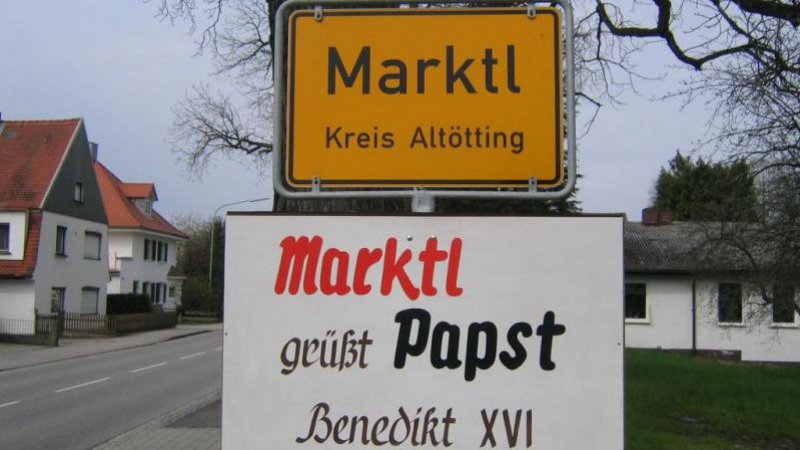 Marktl
Kreis Altötting
Marktl
grüßt Papst
Benedikt XVI